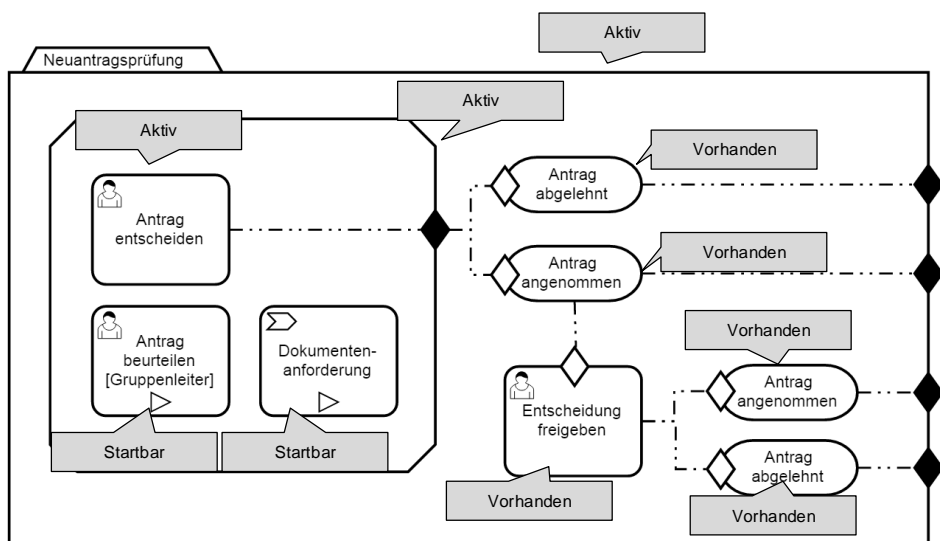 Aktiv
Neuantragsprüfung
Aktiv
Aktiv
Vorhanden
Antrag
abgelehnt
Antrag
entscheiden
Vorhanden
Antrag
angenommen
Antrag
beurteilen
[Gruppenleiter]
Dokumenten-
anforderung
Vorhanden
Antrag
angenommen
Entscheidung
freigeben
Startbar
Startbar
Antrag
abgelehnt
Vorhanden
Vorhanden